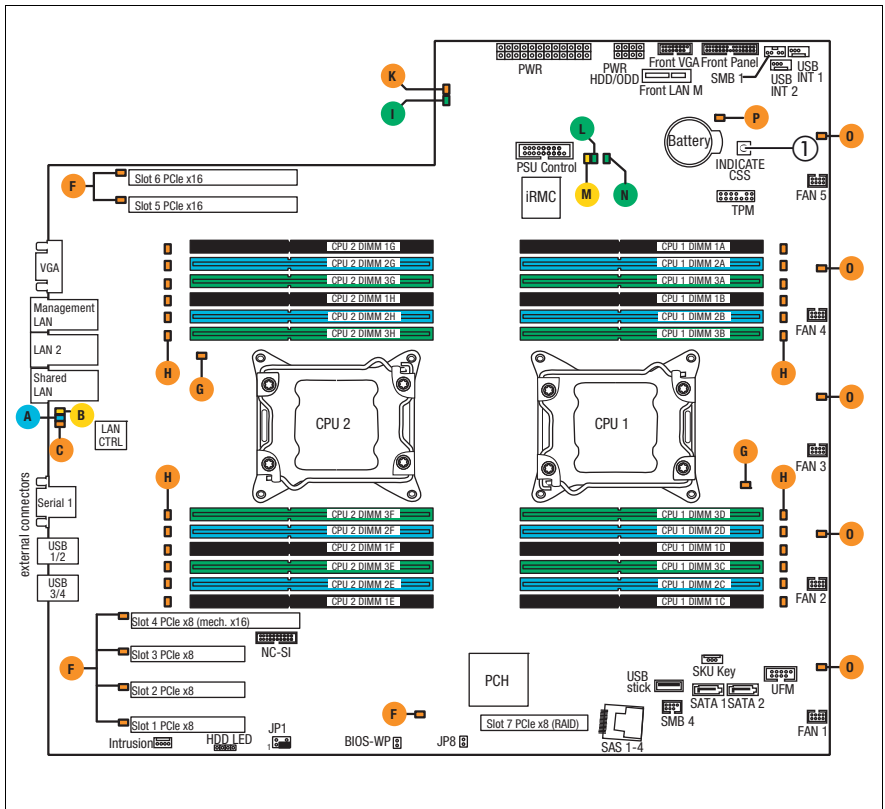 PWR
PWR
HDD/ODD
Front VGA
Front Panel
SMB 1
USB
INT 1
USB
INT 2
Front LAN M
K
I
L
P
O
Battery
1
INDICATE
CSS
PSU Control
M
N
iRMC
TPM
FAN 5
F
Slot 6 PCIe x16
Slot 5 PCIe x16
VGA
Management
LAN
LAN 2
Shared
LAN
A
B
C
LAN
CTRL
CPU 2 DIMM 1G
CPU 2 DIMM 2G
CPU 2 DIMM 3G
CPU 2 DIMM 1H
CPU 2 DIMM 2H
CPU 2 DIMM 3H
CPU 1 DIMM 1A
CPU 1 DIMM 2A
CPU 1 DIMM 3A
CPU 1 DIMM 1B
CPU 1 DIMM 2B
CPU 1 DIMM 3B
O
FAN 4
H
G
H
O
CPU 2
CPU 1
G
FAN 3
H
H
external connectors
Serial 1
USB
1/2
USB
3/4
CPU 2 DIMM 3F
CPU 2 DIMM 2F
CPU 2 DIMM 1F
CPU 2 DIMM 3E
CPU 2 DIMM 2E
CPU 2 DIMM 1E
CPU 1 DIMM 3D
CPU 1 DIMM 2D
CPU 1 DIMM 1D
CPU 1 DIMM 3C
CPU 1 DIMM 2C
CPU 1 DIMM 1C
O
FAN 2
F
Slot 4 PCIe x8 (mech. x16)
Slot 3 PCIe x8
Slot 2 PCIe x8
Slot 1 PCIe x8
NC-SI
Intrusion
HDD LED
JP1
1
F
BIOS-WP
JP8
PCH
Slot 7 PCIe x8 (RAID)
SAS 1-4
USB
stick
SMB 4
SKU Key
SATA 1
SATA 2
UFM
O
FAN 1